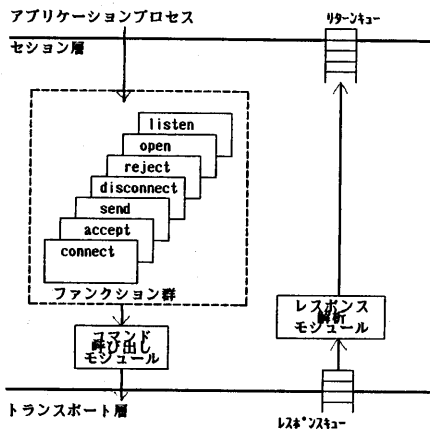 アプリケーションプロセス
ﾘﾀｰﾝｷｭｰ
セション層
listen
open
reject
disconnect
send
accept
connect
ファンクション群
コマンド
呼び出し
モジュール
レスポンス
解析
モジュール
トランスポート層
ﾚｽﾎﾟﾝｽｷｭｰ